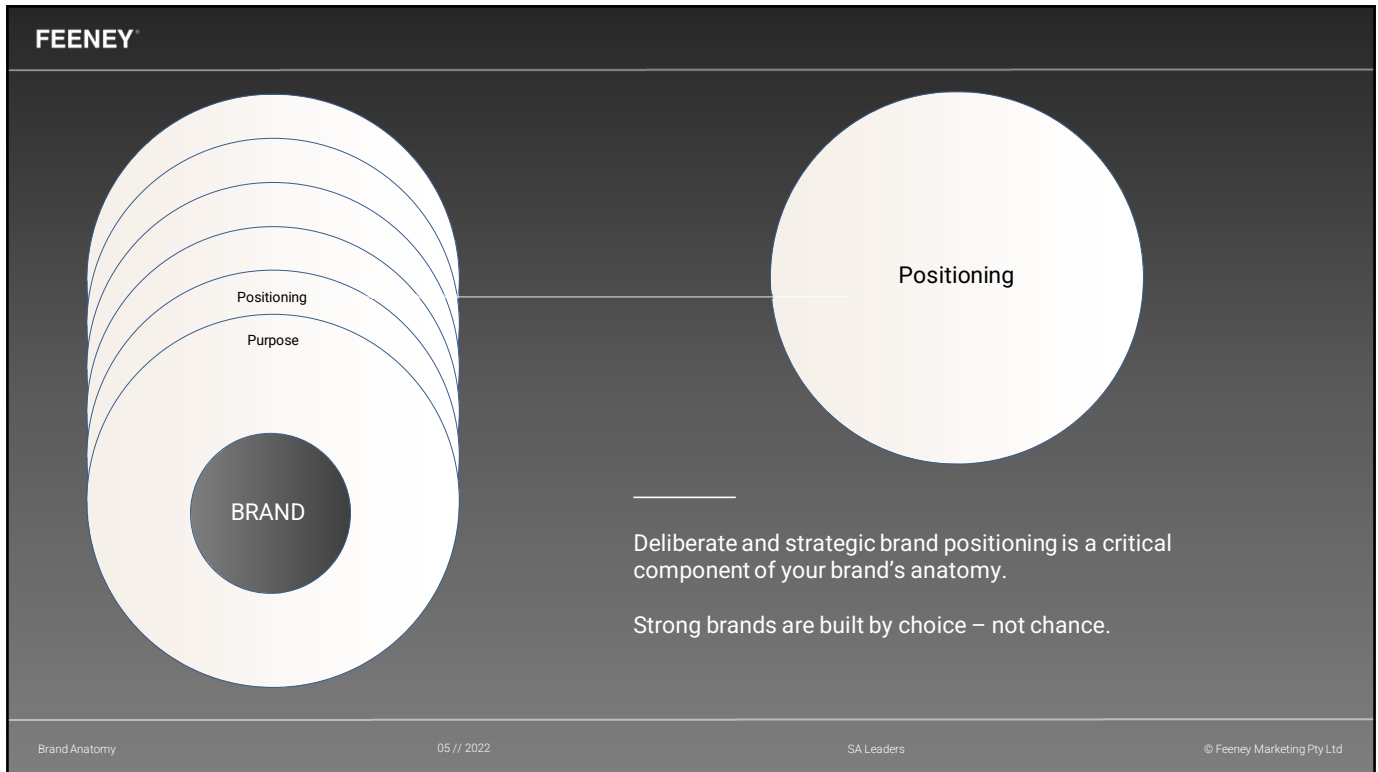 FEENEY
Positioning
Purpose
BRAND
Positioning
Deliberate and strategic brand positioning is a critical
component of your brand’s anatomy.
Strong brands are built by choice – not chance.
Brand Anatomy
05 // 2022
SA Leaders
© Feeney Marketing Pty Ltd